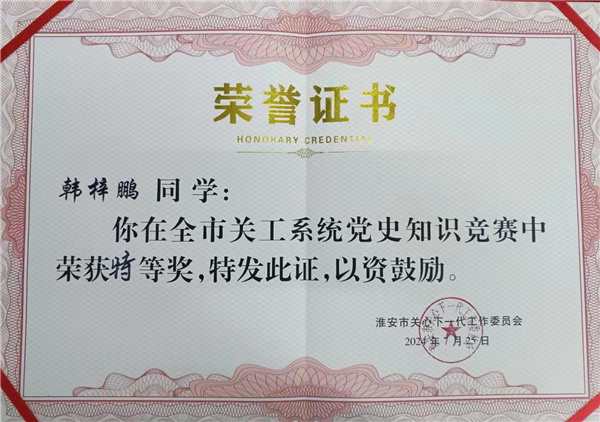 荣誉证书
HONORARY CREDENTIAL
韩梓鹏 同学：
你在全市关工系统党史知识竞赛中
荣获特等奖，特发此证，以资鼓励。
淮安市关心下一代工作委员会
2024年7月25日